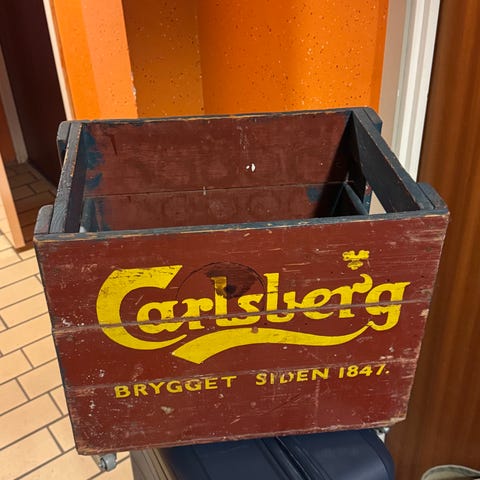 Carlsberg
BRYGGET SIDEN 1847.